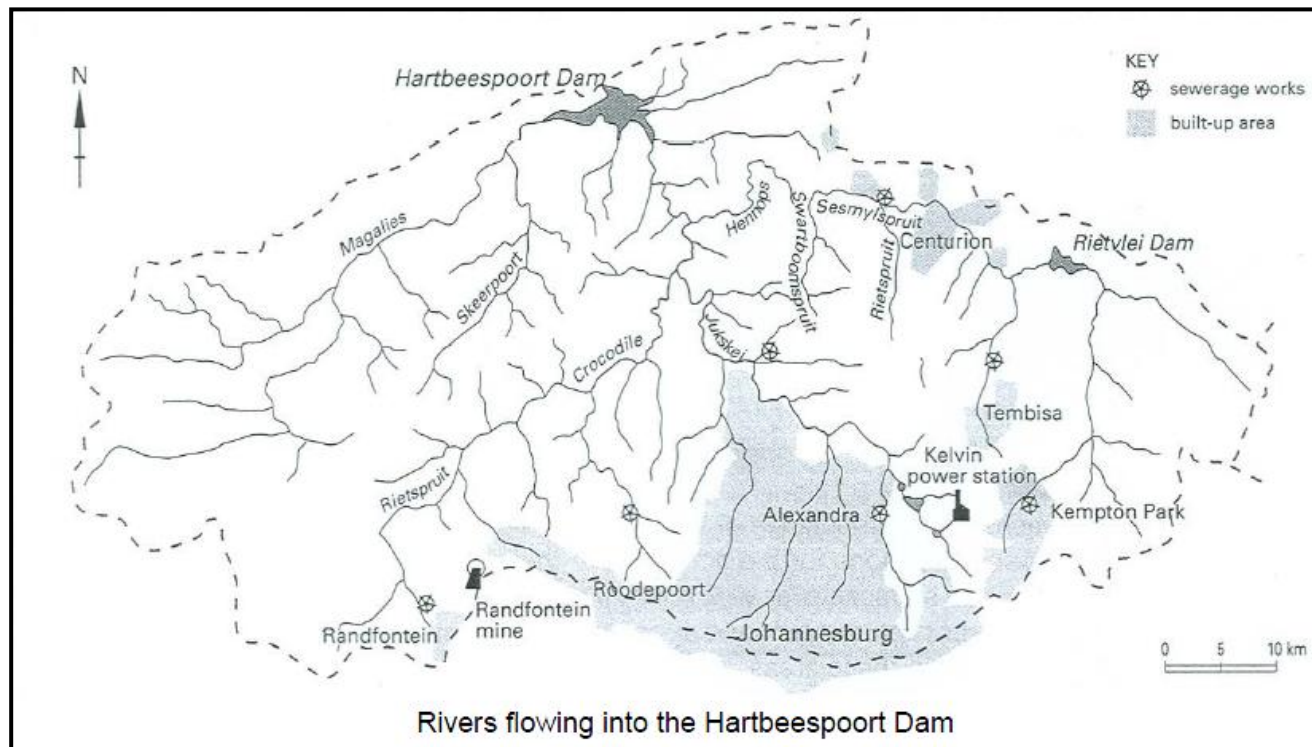 N
Hartbeespoort Dam
KEY
sewerage works
built-up area
Magalies
Skeerpoort
Crocodile
Hennops
Swartboomspruit
Sesmylspruit
Rietspruit
Centurion
Rietvlei Dam
Jukskei
Tembisa
Kelvin
power station
Kempton Park
Alexandra
Rietspruit
Roodepoort
Randfontein
mine
Randfontein
Johannesburg
0 5 10 km
Rivers flowing into the Hartbeespoort Dam